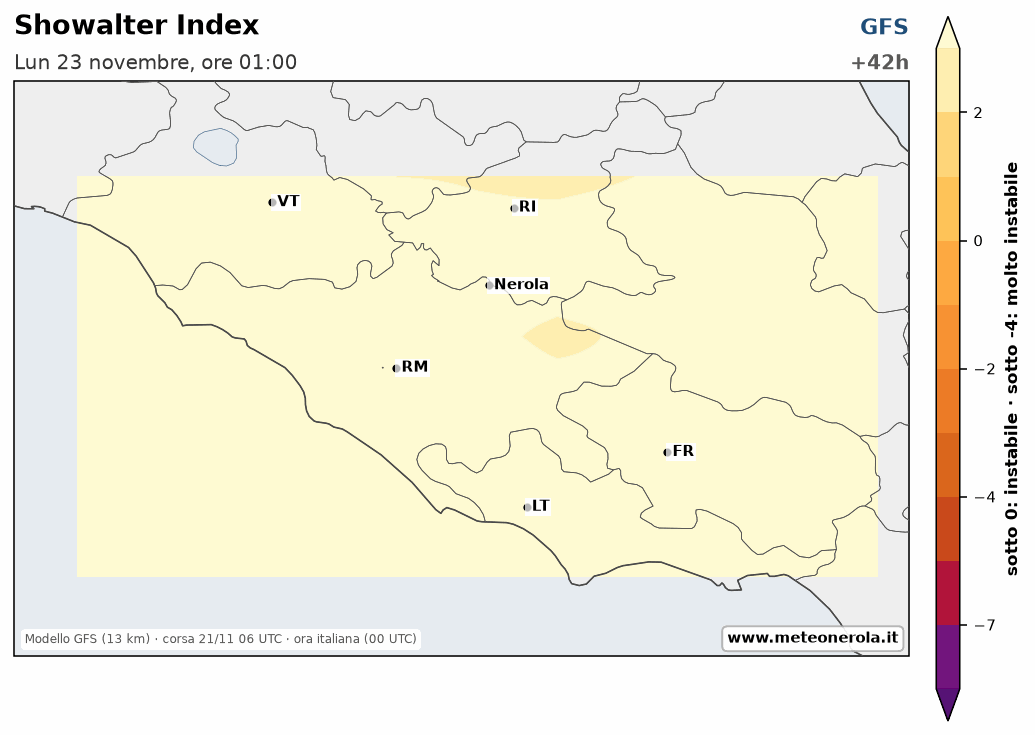 Showalter Index
GFS
Lun 23 novembre, ore 01:00
+42h
VT
RI
Nerola
RM
FR
LT
2
0
−2
−4
−7
sotto 0: instabile · sotto -4: molto instabile
Modello GFS (13 km) · corsa 21/11 06 UTC · ora italiana (00 UTC)
www.meteonerola.it